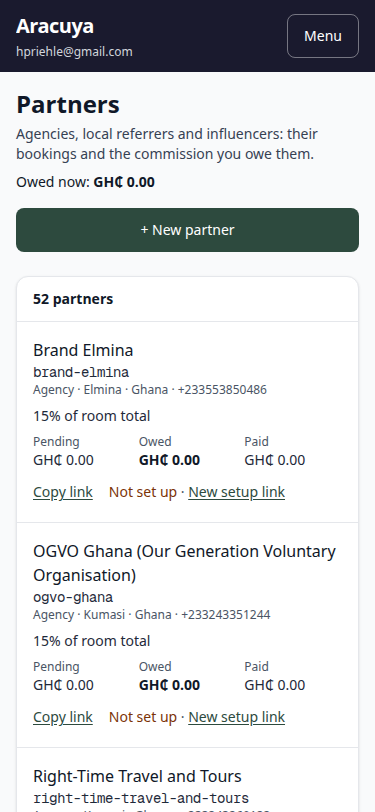 Aracuya
hpriehle@gmail.com
Menu
Partners
Agencies, local referrers and influencers: their
bookings and the commission you owe them.
Owed now: GH₵ 0.00
+ New partner
52 partners
Brand Elmina
brand-elmina
Agency · Elmina · Ghana · +233553850486
15% of room total
Pending Owed Paid
GH₵ 0.00 GH₵ 0.00 GH₵ 0.00
Copy link Not set up · New setup link
OGVO Ghana (Our Generation Voluntary
Organisation)
ogvo-ghana
Agency · Kumasi · Ghana · +233243351244
15% of room total
Pending Owed Paid
GH₵ 0.00 GH₵ 0.00 GH₵ 0.00
Copy link Not set up · New setup link
Right-Time Travel and Tours
right-time-travel-and-tours